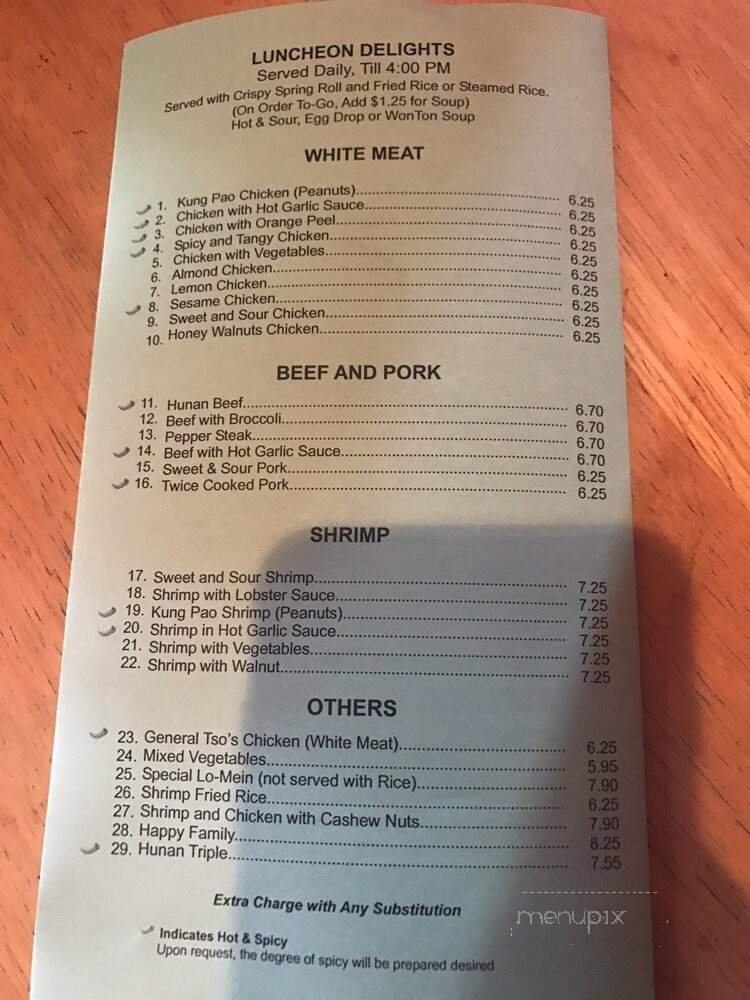 LUNCHEON DELIGHTS
Served Daily, Till 4:00 PM
Served with Crispy Spring Roll and Fried Rice or Steamed Rice.
(On Order To-Go, Add $1.25 for Soup)
Hot & Sour, Egg Drop or WonTon Soup
WHITE MEAT
1. Kung Pao Chicken (Peanuts) 6.25
2. Chicken with Hot Garlic Sauce 6.25
3. Chicken with Orange Peel 6.25
4. Spicy and Tangy Chicken 6.25
5. Chicken with Vegetables 6.25
6. Almond Chicken 6.25
7. Lemon Chicken 6.25
8. Sesame Chicken 6.25
9. Sweet and Sour Chicken 6.25
10. Honey Walnuts Chicken 6.25
BEEF AND PORK
11. Hunan Beef 6.70
12. Beef with Broccoli 6.70
13. Pepper Steak 6.70
14. Beef with Hot Garlic Sauce 6.70
15. Sweet & Sour Pork 6.25
16. Twice Cooked Pork 6.25
SHRIMP
17. Sweet and Sour Shrimp 7.25
18. Shrimp with Lobster Sauce 7.25
19. Kung Pao Shrimp (Peanuts) 7.25
20. Shrimp in Hot Garlic Sauce 7.25
21. Shrimp with Vegetables 7.25
22. Shrimp with Walnut 7.25
OTHERS
23. General Tso's Chicken (White Meat) 6.25
24. Mixed Vegetables 5.95
25. Special Lo-Mein (not served with Rice) 7.90
26. Shrimp Fried Rice 6.25
27. Shrimp and Chicken with Cashew Nuts 7.90
28. Happy Family 8.25
29. Hunan Triple 7.55
Extra Charge with Any Substitution
Indicates Hot & Spicy
Upon request, the degree of spicy will be prepared desired
menupix